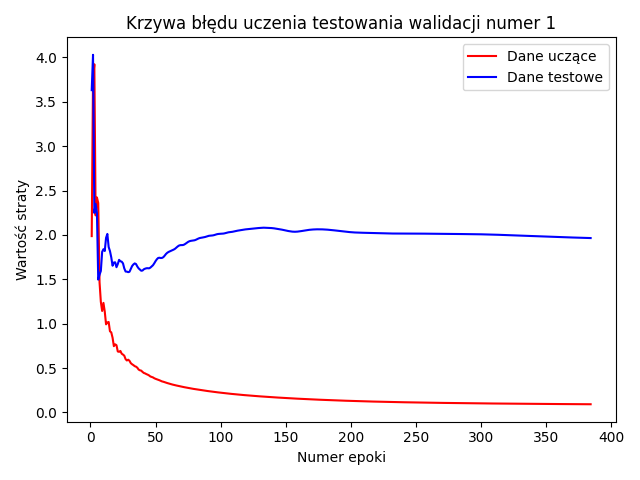 Krzywa błędu uczenia testowania walidacji numer 1
Dane uczące
Dane testowe
Wartość straty
4.0
3.5
3.0
2.5
2.0
1.5
1.0
0.5
0.0
0 50 100 150 200 250 300 350 400
Numer epoki